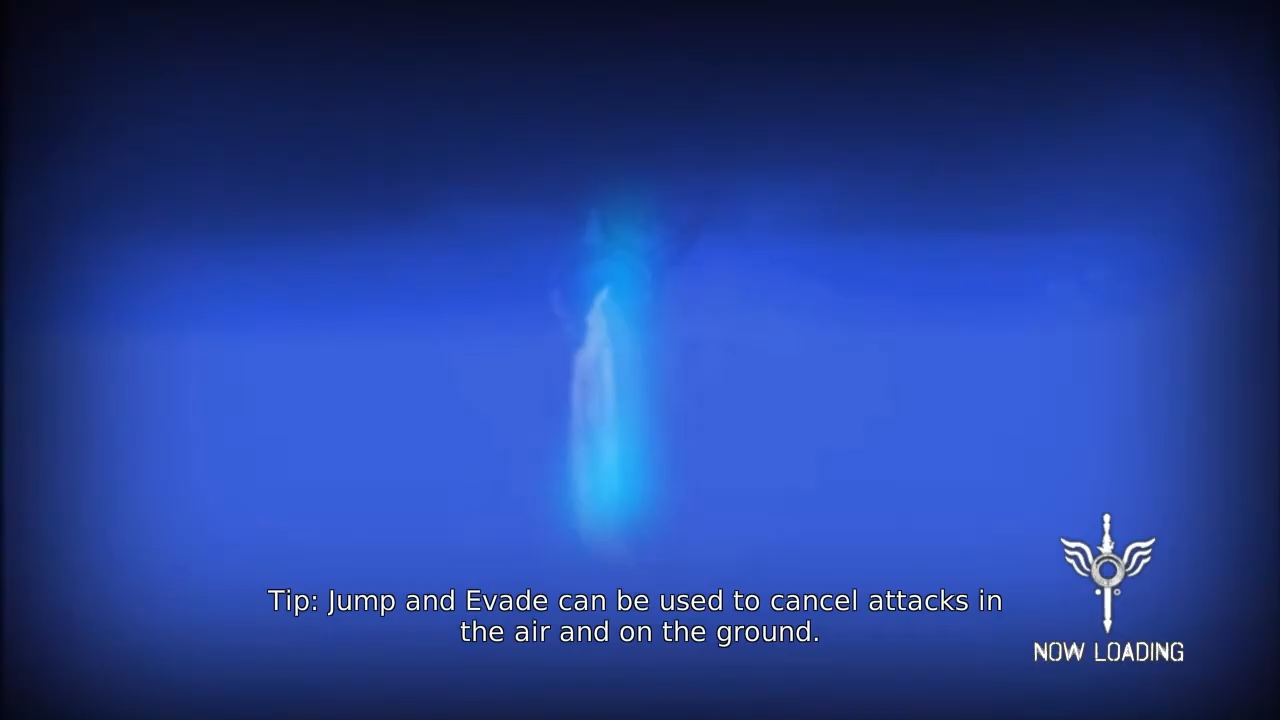 Tip: Jump and Evade can be used to cancel attacks in
the air and on the ground.
NOW LOADING